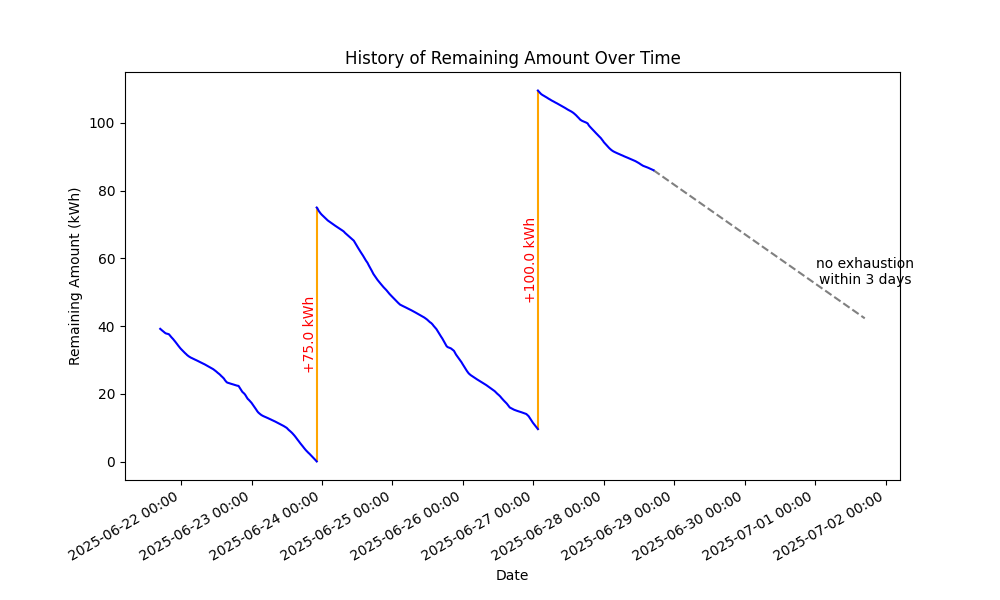 History of Remaining Amount Over Time
Remaining Amount (kWh)
100
80
60
40
20
0
+75.0 kWh
+100.0 kWh
no exhaustion
within 3 days
2025-06-22 00:00
2025-06-23 00:00
2025-06-24 00:00
2025-06-25 00:00
2025-06-26 00:00
2025-06-27 00:00
2025-06-28 00:00
2025-06-29 00:00
2025-06-30 00:00
2025-07-01 00:00
2025-07-02 00:00
Date